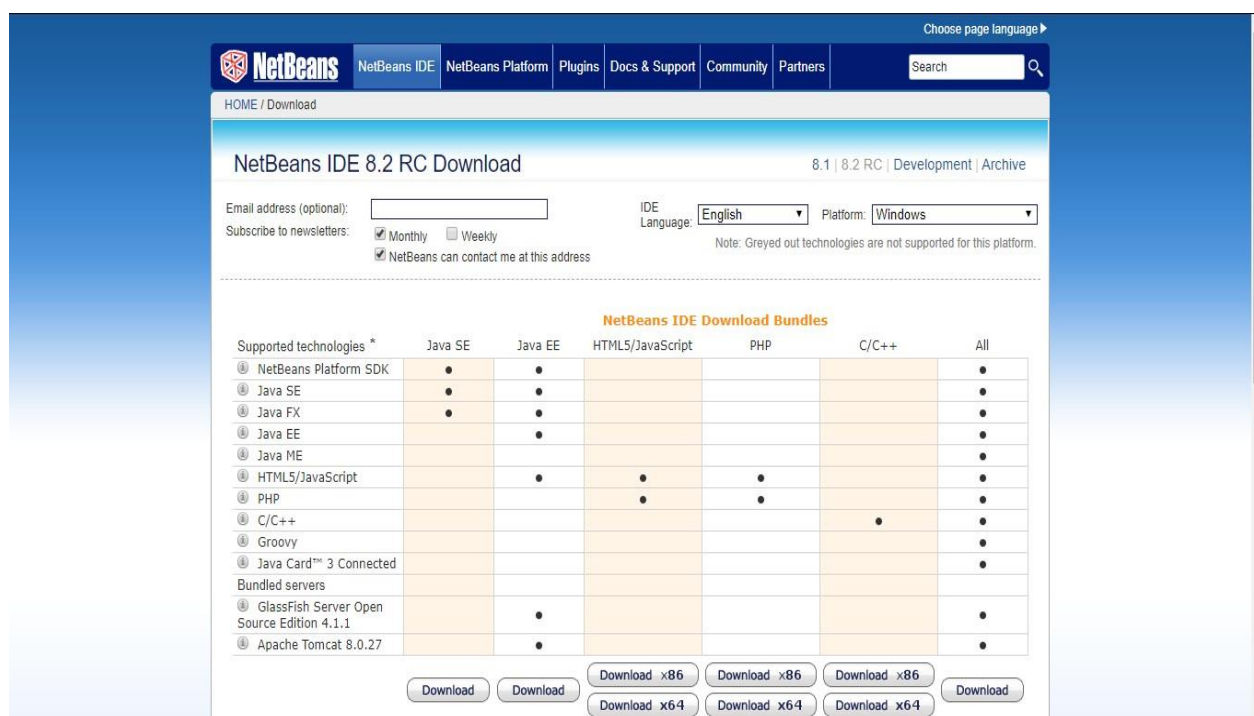 Choose page language
NetBeans NetBeans IDE NetBeans Platform Plugins Docs & Support Community Partners Search
HOME / Download
NetBeans IDE 8.2 RC Download 8.1 | 8.2 RC | Development | Archive
Email address (optional): IDE Language: English Platform: Windows
Subscribe to newsletters: Monthly Weekly Note: Greyed out technologies are not supported for this platform.
NetBeans can contact me at this address
NetBeans IDE Download Bundles
Supported technologies * Java SE Java EE HTML5/JavaScript PHP C/C++ All
NetBeans Platform SDK
Java SE
Java FX
Java EE
Java ME
HTML5/JavaScript
PHP
C/C++
Groovy
Java Card™ 3 Connected
Bundled servers
GlassFish Server Open
Source Edition 4.1.1
Apache Tomcat 8.0.27
Download x86 Download x86 Download x86
Download Download Download
Download x64 Download x64 Download x64